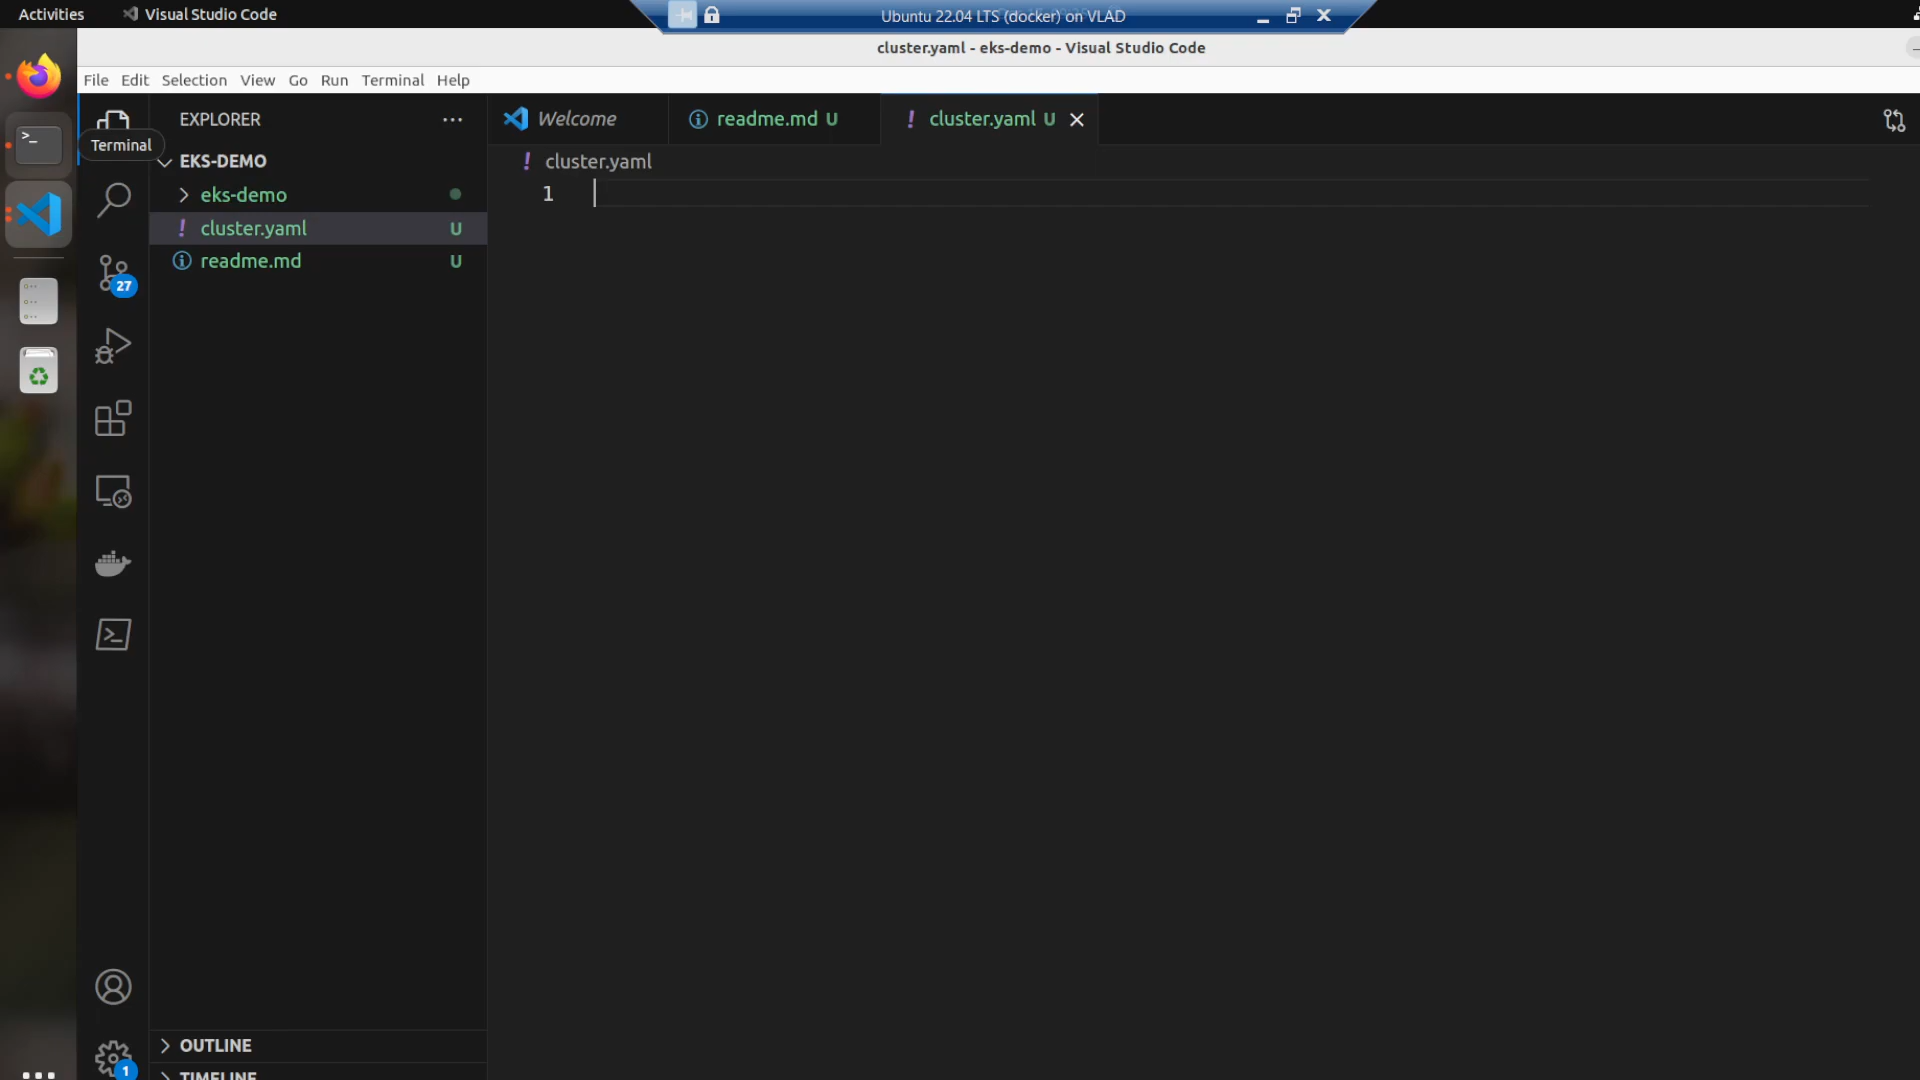 Activities Visual Studio Code
Ubuntu 22.04 LTS (docker) on VLAD
cluster.yaml - eks-demo - Visual Studio Code
File Edit Selection View Go Run Terminal Help
EXPLORER
Welcome readme.md U cluster.yaml U
Terminal
EKS-DEMO
cluster.yaml
eks-demo
1
cluster.yaml U
readme.md U
27
OUTLINE
TIMELINE
1